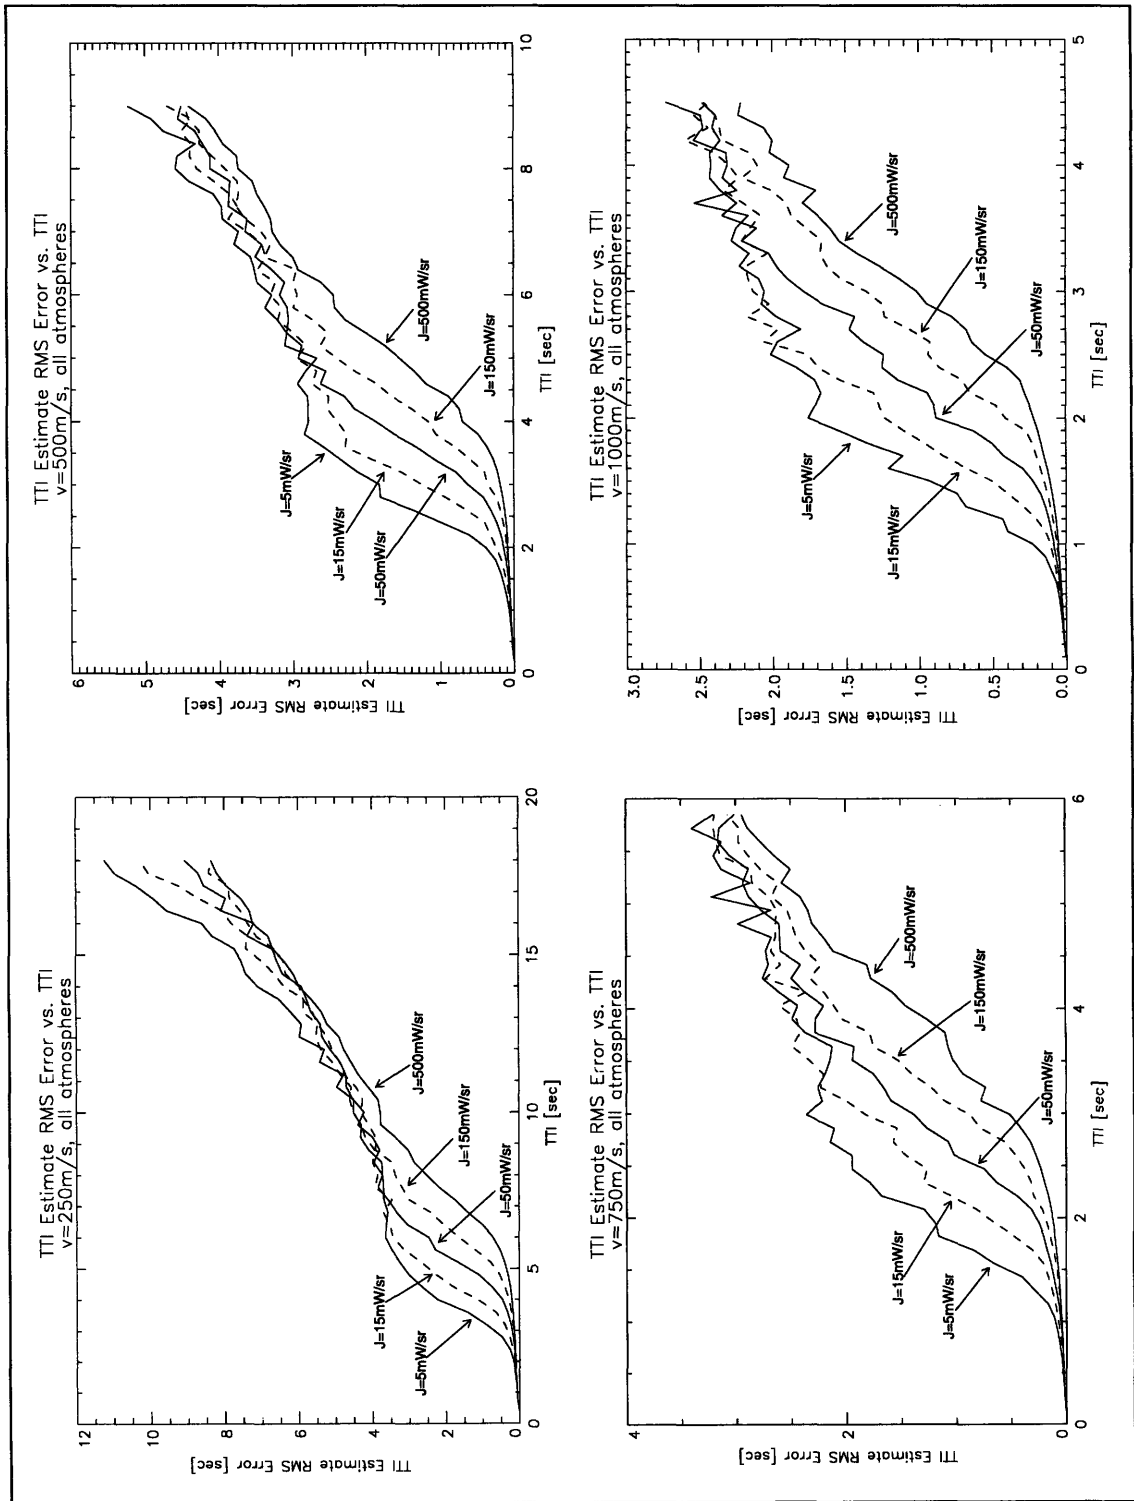 TTI Estimate RMS Error vs. TTI
v=250m/s, all atmospheres
TTI Estimate RMS Error [sec]
12
10
8
6
4
2
0
0
5
10
15
20
TTI [sec]
J=5mW/sr
J=15mW/sr
J=50mW/sr
J=150mW/sr
J=500mW/sr
TTI Estimate RMS Error vs. TTI
v=500m/s, all atmospheres
TTI Estimate RMS Error [sec]
6
5
4
3
2
1
0
0
2
4
6
8
10
TTI [sec]
J=5mW/sr
J=15mW/sr
J=50mW/sr
J=150mW/sr
J=500mW/sr
TTI Estimate RMS Error vs. TTI
v=750m/s, all atmospheres
TTI Estimate RMS Error [sec]
4
3
2
1
0
0
2
4
6
TTI [sec]
J=5mW/sr
J=15mW/sr
J=50mW/sr
J=150mW/sr
J=500mW/sr
TTI Estimate RMS Error vs. TTI
v=1000m/s, all atmospheres
TTI Estimate RMS Error [sec]
3.0
2.5
2.0
1.5
1.0
0.5
0.0
0
1
2
3
4
5
TTI [sec]
J=5mW/sr
J=15mW/sr
J=50mW/sr
J=150mW/sr
J=500mW/sr